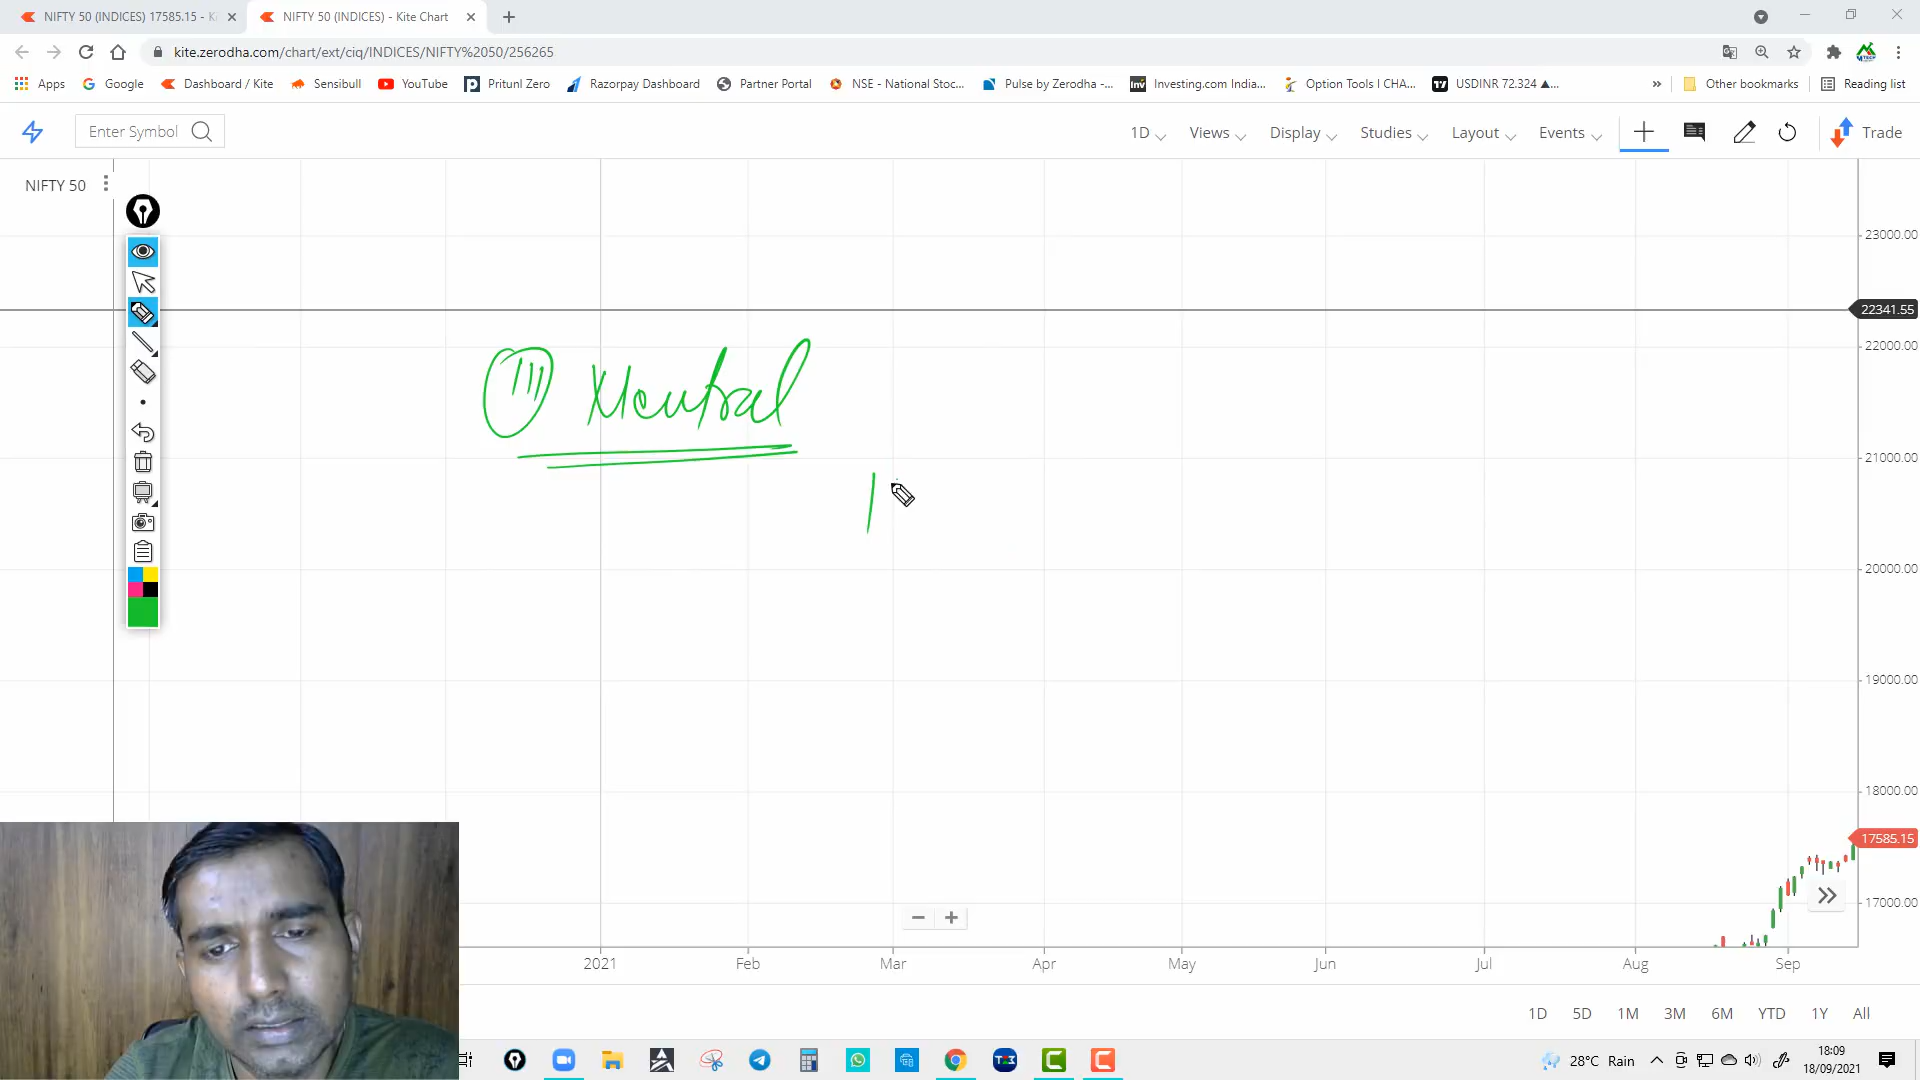 NIFTY 50 (INDICES) 17585.15 - Ki
NIFTY 50 (INDICES) - Kite Chart
kite.zerodha.com/chart/ext/ciq/INDICES/NIFTY%2050/256265
Apps Google Dashboard / Kite Sensibull YouTube Pritunl Zero Razorpay Dashboard Partner Portal NSE - National Stoc... Pulse by Zerodha -... Investing.com India... Option Tools I CHA... USDINR 72.324 ▲... » Other bookmarks Reading list
Enter Symbol 1D Views Display Studies Layout Events Trade
NIFTY 50
23000.00
22341.55
22000.00
III Neutral
21000.00
20000.00
19000.00
18000.00
17585.15
17000.00
2021 Feb Mar Apr May Jun Jul Aug Sep
1D 5D 1M 3M 6M YTD 1Y All
28°C Rain
18:09
18/09/2021